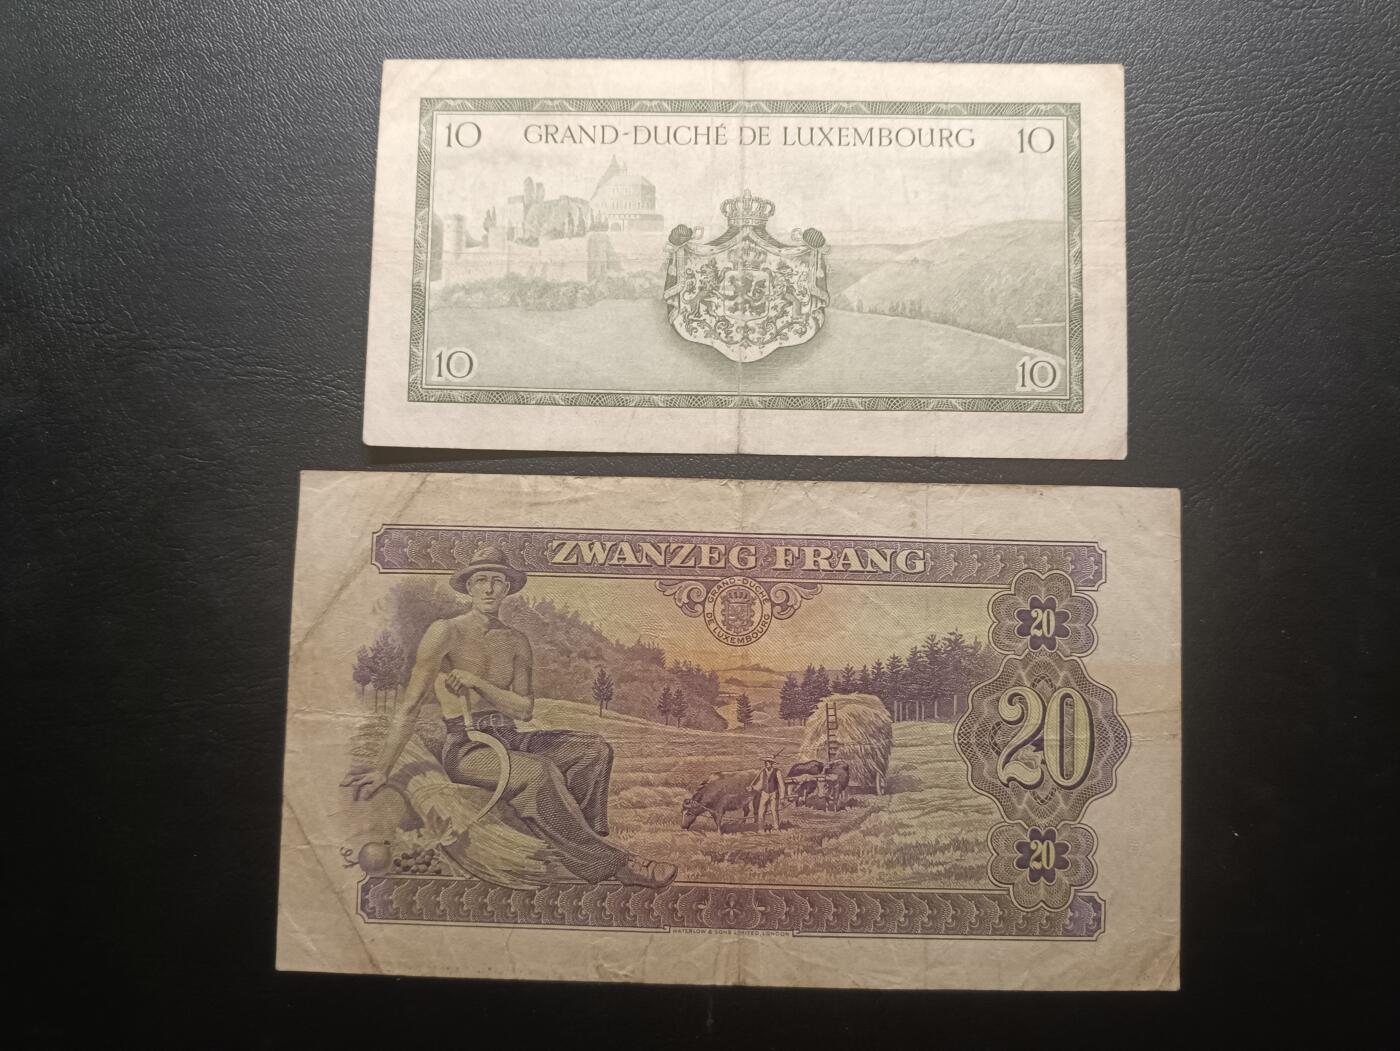 10 GRAND-DUCHÉ DE LUXEMBOURG 10
10 10
ZWANZEG FRANG
GRAND-DUCHÉ
DE LUXEMBOURG
20
20
20
WATERLOW & SONS LIMITED, LONDON